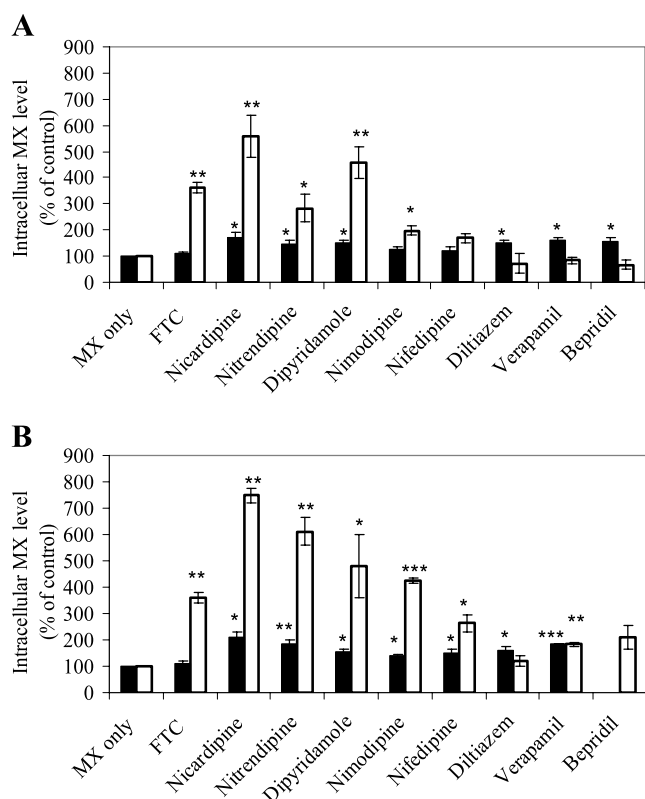 A
Intracelluar MX level
(% of control)
900
800
700
600
500
400
300
200
100
0
** ** * * * ** * * * * *
MX only
FTC
Nicardipine
Nitrendipine
Dipyridamole
Nimodipine
Nifedipine
Diltiazem
Verapamil
Bepridil
B
Intracellular MX level
(% of control)
900
800
700
600
500
400
300
200
100
0
** * ** ** ** * * * *** * * * *** **
MX only
FTC
Nicardipine
Nitrendipine
Dipyridamole
Nimodipine
Nifedipine
Diltiazem
Verapamil
Bepridil